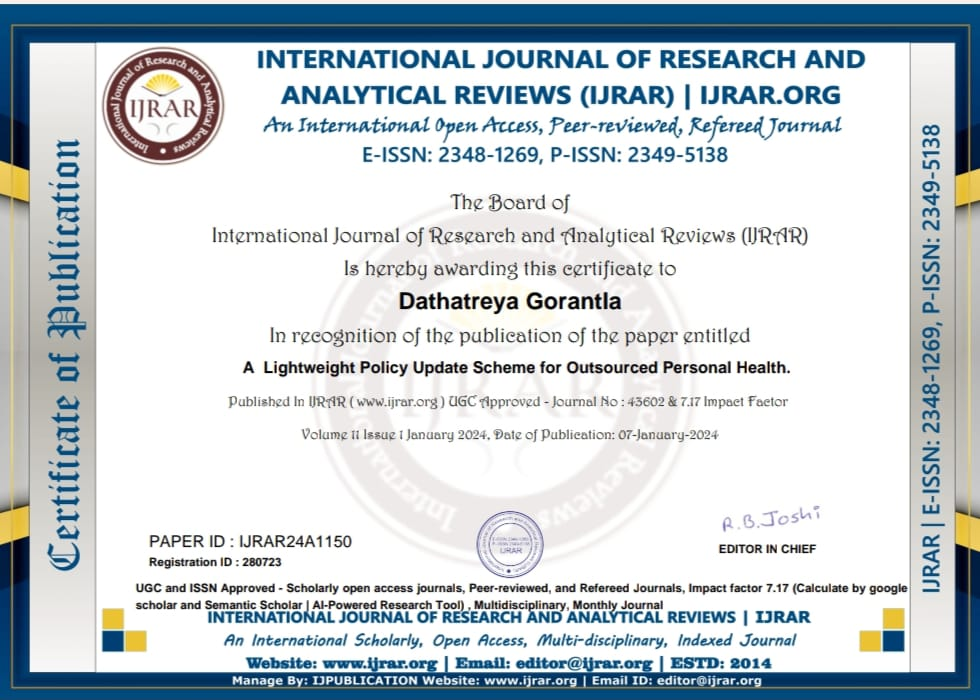 INTERNATIONAL JOURNAL OF RESEARCH AND
ANALYTICAL REVIEWS (IJRAR) | IJRAR.ORG
An International Open Access, Peer-reviewed, Refereed Journal
E-ISSN: 2348-1269, P-ISSN: 2349-5138
International Journal of Research and Analytical Reviews
IJRAR
Certificate of Publication
The Board of
International Journal of Research and Analytical Reviews (IJRAR)
Is hereby awarding this certificate to
Dathatreya Gorantla
In recognition of the publication of the paper entitled
A Lightweight Policy Update Scheme for Outsourced Personal Health.
Published In IJRAR ( www.ijrar.org ) UGC Approved - Journal No : 43602 & 7.17 Impact Factor
Volume 11 Issue 1 January 2024, Date of Publication: 07-January-2024
PAPER ID : IJRAR24A1150
Registration ID : 280723
IJRAR
R.B.Joshi
EDITOR IN CHIEF
UGC and ISSN Approved - Scholarly open access journals, Peer-reviewed, and Refereed Journals, Impact factor 7.17 (Calculate by google
scholar and Semantic Scholar | AI-Powered Research Tool) , Multidisciplinary, Monthly Journal
INTERNATIONAL JOURNAL OF RESEARCH AND ANALYTICAL REVIEWS | IJRAR
An International Scholarly, Open Access, Multi-disciplinary, Indexed Journal
Website: www.ijrar.org | Email: editor@ijrar.org | ESTD: 2014
Manage By: IJPUBLICATION Website: www.ijrar.org | Email ID: editor@ijrar.org
IJRAR | E-ISSN: 2348-1269, P-ISSN: 2349-5138